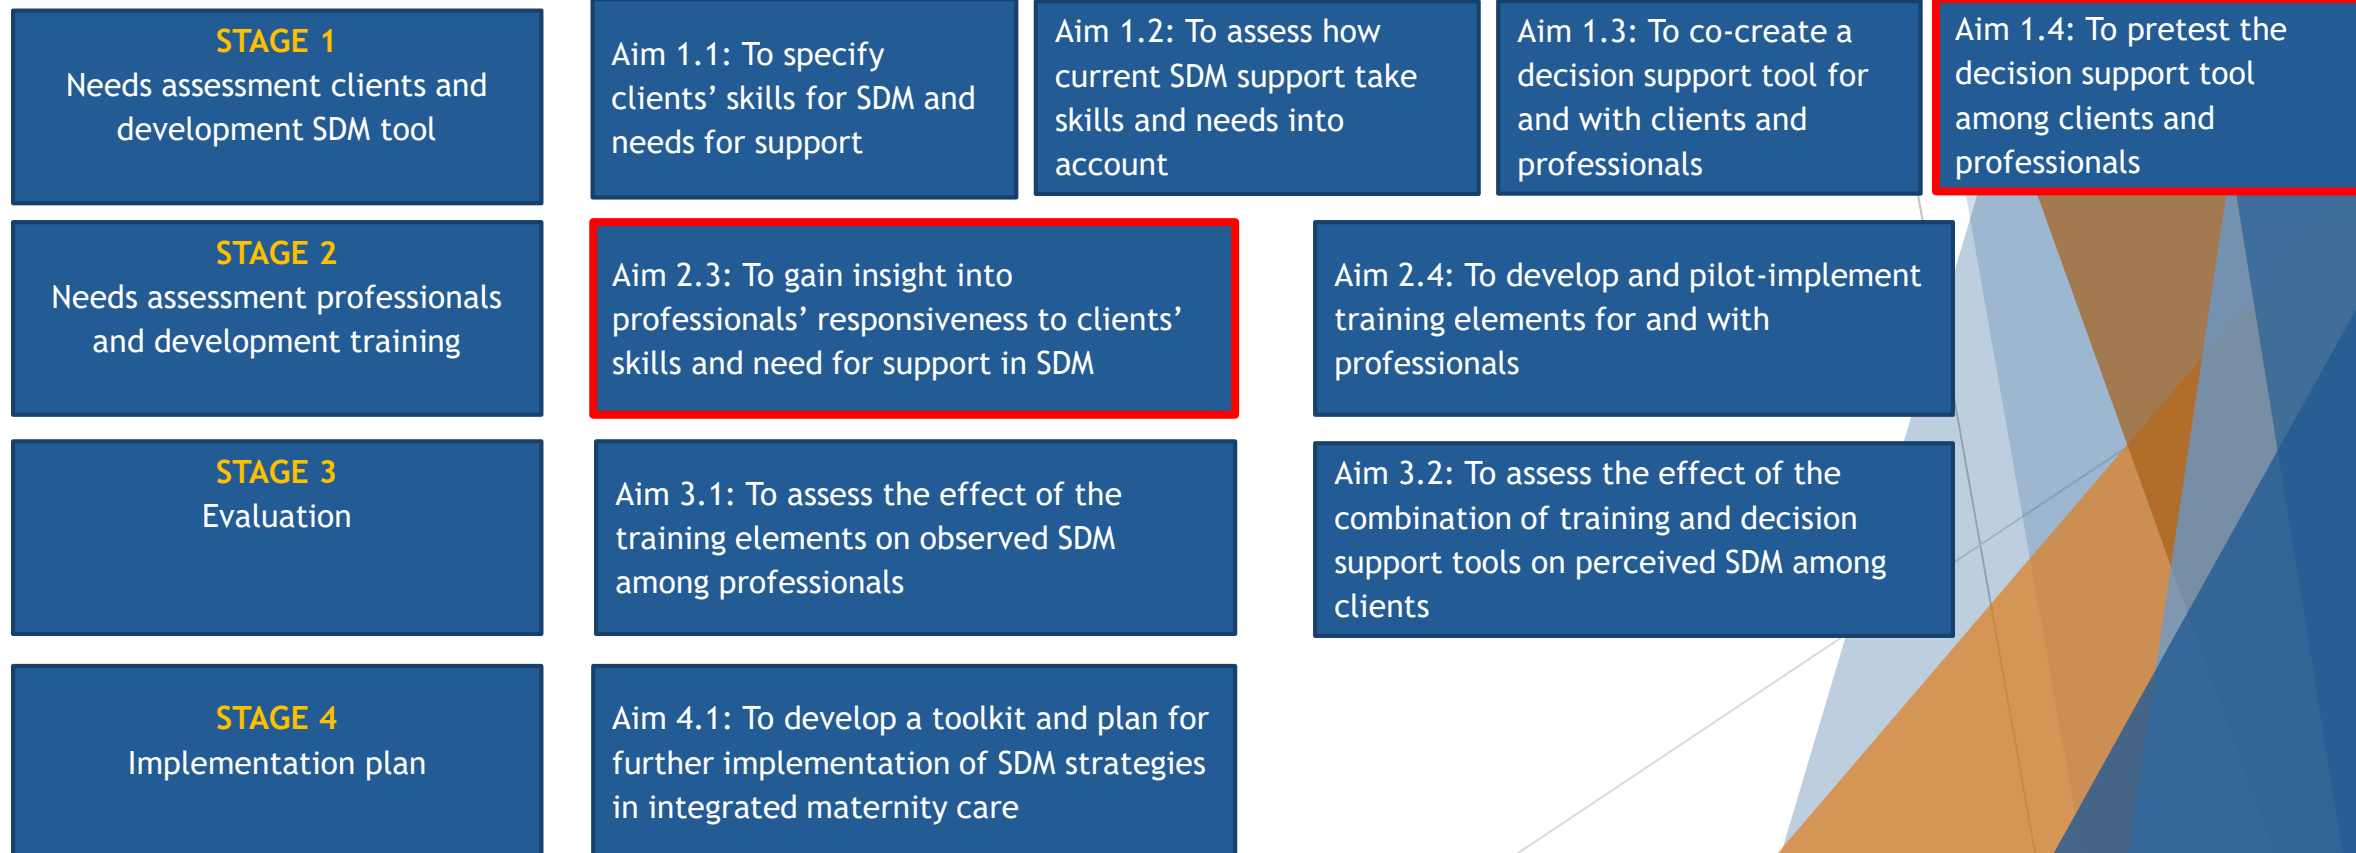 STAGE 1
Needs assessment clients and
development SDM tool
Aim 1.1: To specify
clients’ skills for SDM and
needs for support
Aim 1.2: To assess how
current SDM support take
skills and needs into
account
Aim 1.3: To co-create a
decision support tool for
and with clients and
professionals
Aim 1.4: To pretest the
decision support tool
among clients and
professionals
STAGE 2
Needs assessment professionals
and development training
Aim 2.3: To gain insight into
professionals’ responsiveness to clients’
skills and need for support in SDM
Aim 2.4: To develop and pilot-implement
training elements for and with
professionals
STAGE 3
Evaluation
Aim 3.1: To assess the effect of the
training elements on observed SDM
among professionals
Aim 3.2: To assess the effect of the
combination of training and decision
support tools on perceived SDM among
clients
STAGE 4
Implementation plan
Aim 4.1: To develop a toolkit and plan for
further implementation of SDM strategies
in integrated maternity care